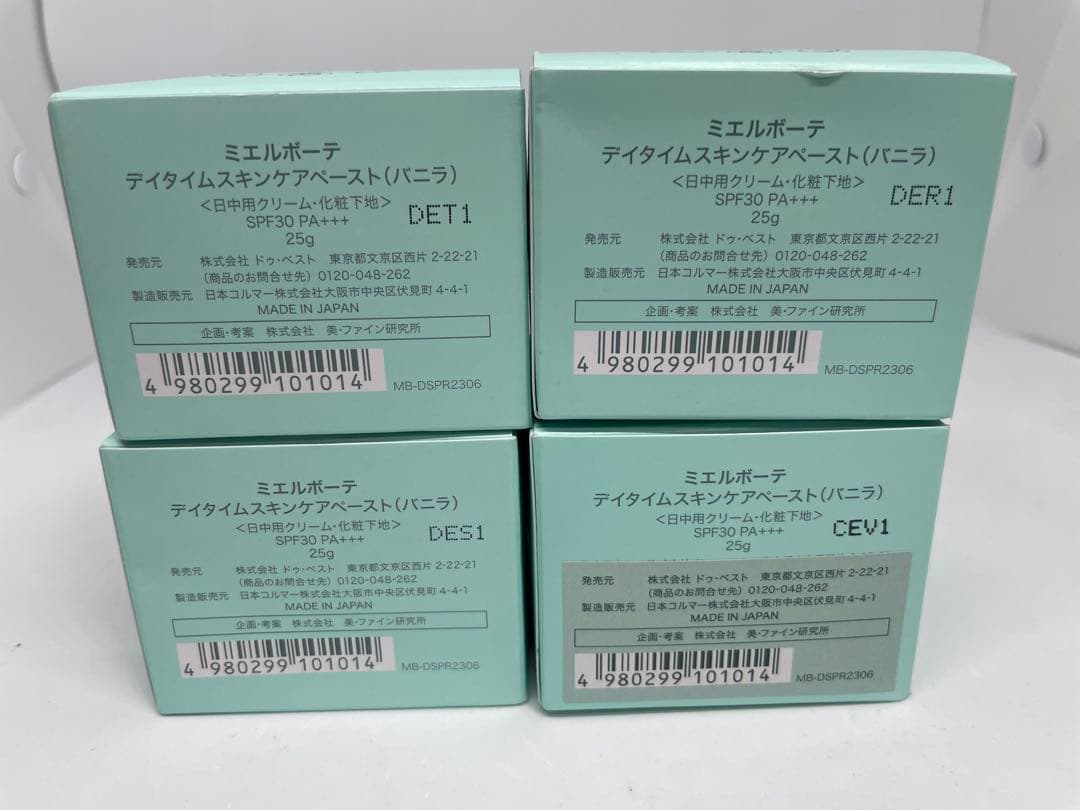 ミエルボーテ
デイタイムスキンケアペースト(バニラ)
<日中用クリーム・化粧下地>
SPF30 PA+++
DET1
25g
発売元 株式会社 ドゥ・ベスト 東京都文京区西片 2-22-21
(商品のお問合せ先) 0120-048-262
製造販売元 日本コルマー株式会社大阪市中央区伏見町 4-4-1
MADE IN JAPAN
企画・考案 株式会社 美・ファイン研究所
4 980299 101014
MB-DSPR2306
ミエルボーテ
デイタイムスキンケアペースト(バニラ)
<日中用クリーム・化粧下地>
SPF30 PA+++
DER1
25g
発売元 株式会社 ドゥ・ベスト 東京都文京区西片 2-22-21
(商品のお問合せ先) 0120-048-262
製造販売元 日本コルマー株式会社大阪市中央区伏見町 4-4-1
MADE IN JAPAN
企画・考案 株式会社 美・ファイン研究所
4 980299 101014
MB-DSPR2306
ミエルボーテ
デイタイムスキンケアペースト(バニラ)
<日中用クリーム・化粧下地>
SPF30 PA+++
DES1
25g
発売元 株式会社 ドゥ・ベスト 東京都文京区西片 2-22-21
(商品のお問合せ先) 0120-048-262
製造販売元 日本コルマー株式会社大阪市中央区伏見町 4-4-1
MADE IN JAPAN
企画・考案 株式会社 美・ファイン研究所
4 980299 101014
MB-DSPR2306
ミエルボーテ
デイタイムスキンケアペースト(バニラ)
<日中用クリーム・化粧下地>
SPF30 PA+++
CEV1
25g
発売元 株式会社 ドゥ・ベスト 東京都文京区西片 2-22-21
(商品のお問合せ先) 0120-048-262
製造販売元 日本コルマー株式会社大阪市中央区伏見町 4-4-1
MADE IN JAPAN
企画・考案 株式会社 美・ファイン研究所
4 980299 101014
MB-DSPR2306